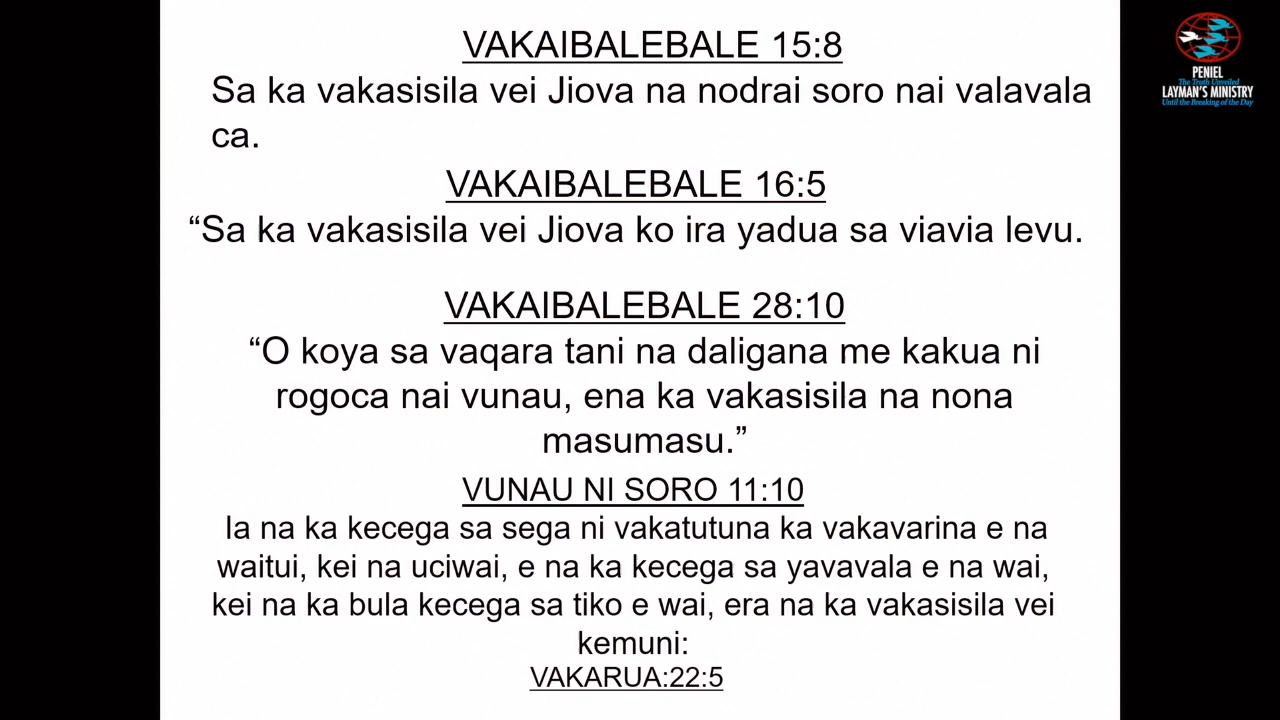 VAKAIBALEBALE 15:8
Sa ka vakasisila vei Jiova na nodrai soro nai valavala
ca.
VAKAIBALEBALE 16:5
“Sa ka vakasisila vei Jiova ko ira yadua sa viavia levu.
VAKAIBALEBALE 28:10
“O koya sa vaqara tani na daligana me kakua ni
rogoca nai vunau, ena ka vakasisila na nona
masumasu.”
VUNAU NI SORO 11:10
Ia na ka kecega sa sega ni vakatutuna ka vakavarina e na
waitui, kei na uciwai, e na ka kecega sa yavavala e na wai,
kei na ka bula kecega sa tiko e wai, era na ka vakasisila vei
kemuni:
VAKARUA:22:5
PENIEL
The Truth Unveiled
LAYMAN'S MINISTRY
Until the Breaking of the Day